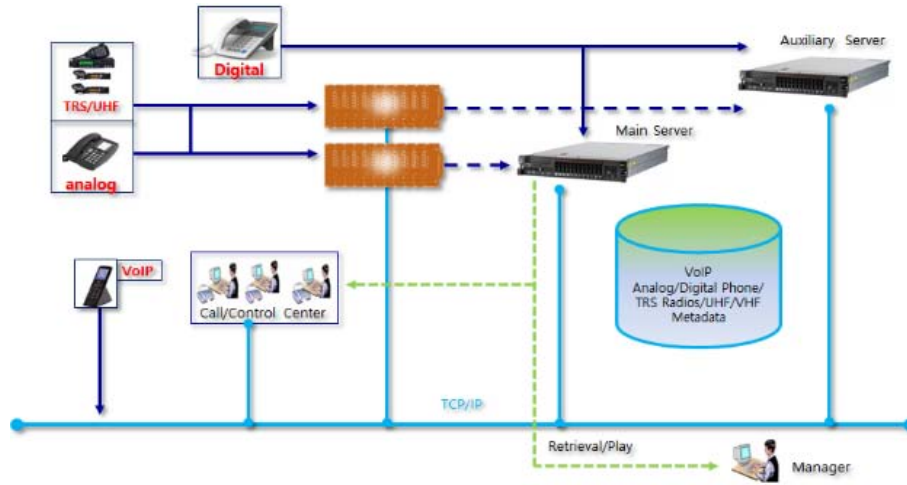 Digital
Auxiliary Server
TRS/UHF
Main Server
analog
VoIP
VoIP
Analog/Digital Phone/
TRS Radios/UHF/VHF
Metadata
Call/Control Center
TCP/IP
Retrieval/Play
Manager